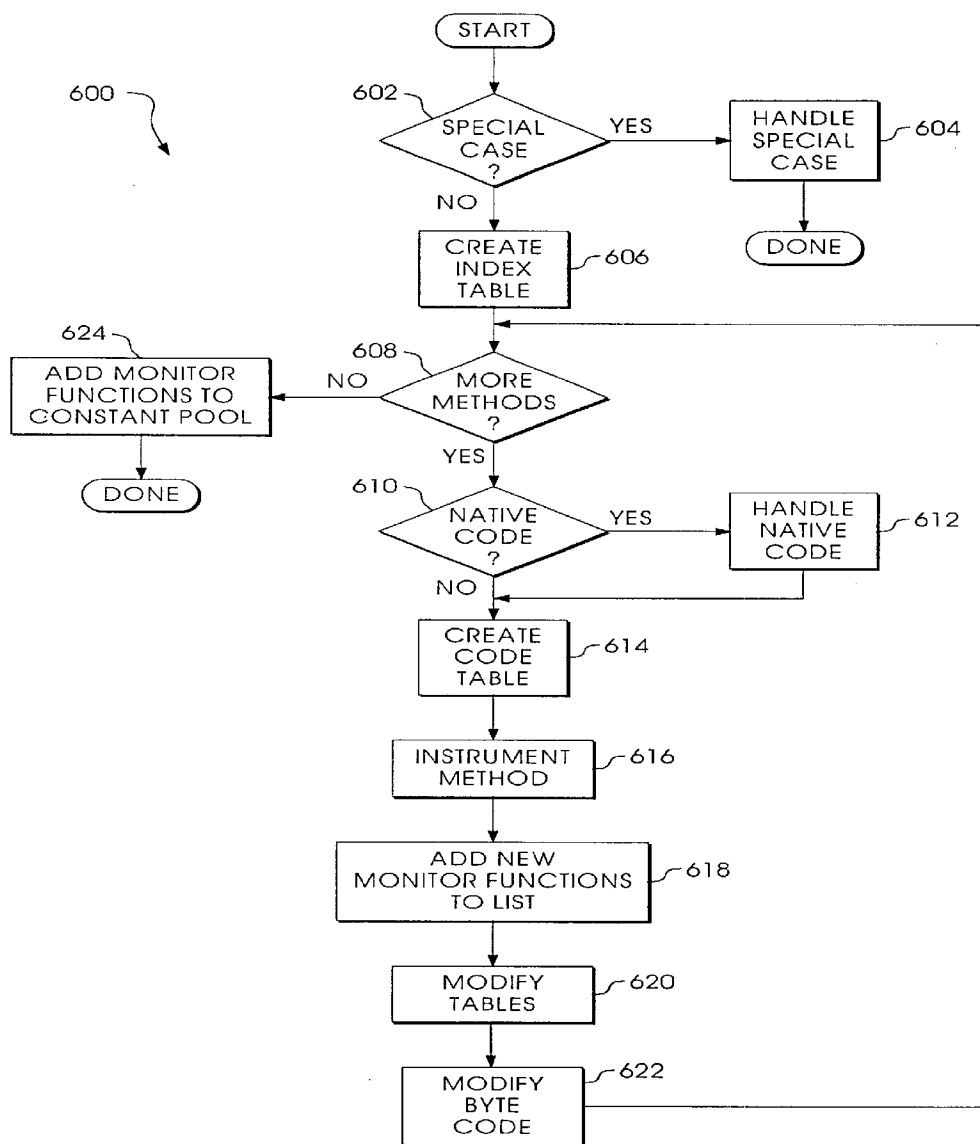 START
600
602
SPECIAL
CASE
?
YES
HANDLE
SPECIAL
CASE
604
NO
DONE
CREATE
INDEX
TABLE
606
624
ADD MONITOR
FUNCTIONS TO
CONSTANT POOL
NO
608
MORE
METHODS
?
YES
DONE
610
NATIVE
CODE
?
YES
HANDLE
NATIVE
CODE
612
NO
CREATE
CODE
TABLE
614
INSTRUMENT
METHOD
616
ADD NEW
MONITOR FUNCTIONS
TO LIST
618
MODIFY
TABLES
620
MODIFY
BYTE
CODE
622